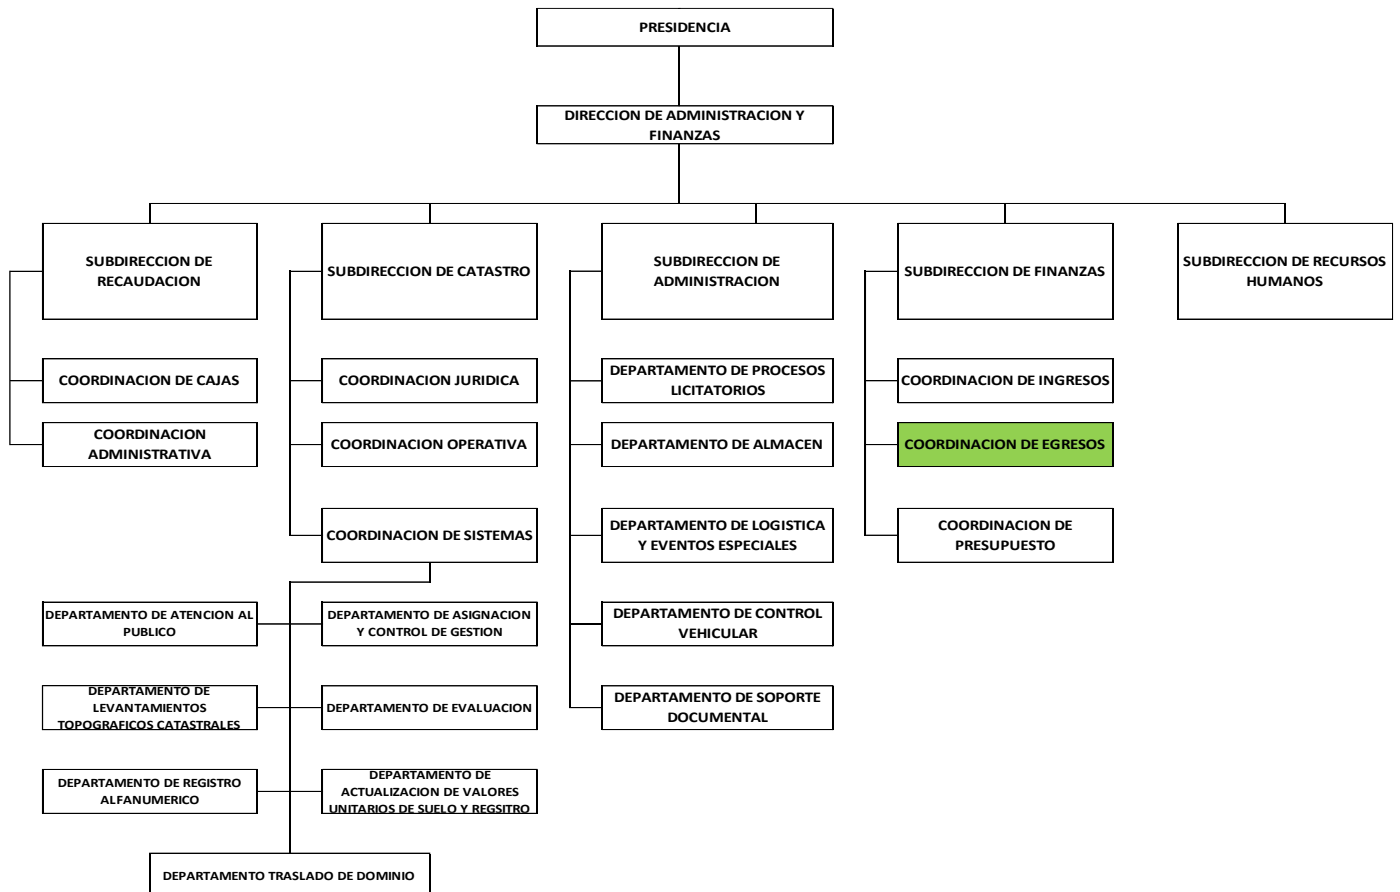 PRESIDENCIA
DIRECCION DE ADMINISTRACION Y
FINANZAS
SUBDIRECCION DE
RECAUDACION
SUBDIRECCION DE CATASTRO
SUBDIRECCION DE
ADMINISTRACION
SUBDIRECCION DE FINANZAS
SUBDIRECCION DE RECURSOS
HUMANOS
COORDINACION DE CAJAS
COORDINACION JURIDICA
DEPARTAMENTO DE PROCESOS
LICITATORIOS
COORDINACION DE INGRESOS
COORDINACION
ADMINISTRATIVA
COORDINACION OPERATIVA
DEPARTAMENTO DE ALMACEN
COORDINACION DE EGRESOS
COORDINACION DE SISTEMAS
DEPARTAMENTO DE LOGISTICA
Y EVENTOS ESPECIALES
COORDINACION DE
PRESUPUESTO
DEPARTAMENTO DE ATENCION AL
PUBLICO
DEPARTAMENTO DE ASIGNACION
Y CONTROL DE GESTION
DEPARTAMENTO DE CONTROL
VEHICULAR
DEPARTAMENTO DE
LEVANTAMIENTOS
TOPOGRAFICOS CATASTRALES
DEPARTAMENTO DE EVALUACION
DEPARTAMENTO DE SOPORTE
DOCUMENTAL
DEPARTAMENTO DE REGISTRO
ALFANUMERICO
DEPARTAMENTO DE
ACTUALIZACION DE VALORES
UNITARIOS DE SUELO Y REGSITRO
DEPARTAMENTO TRASLADO DE DOMINIO